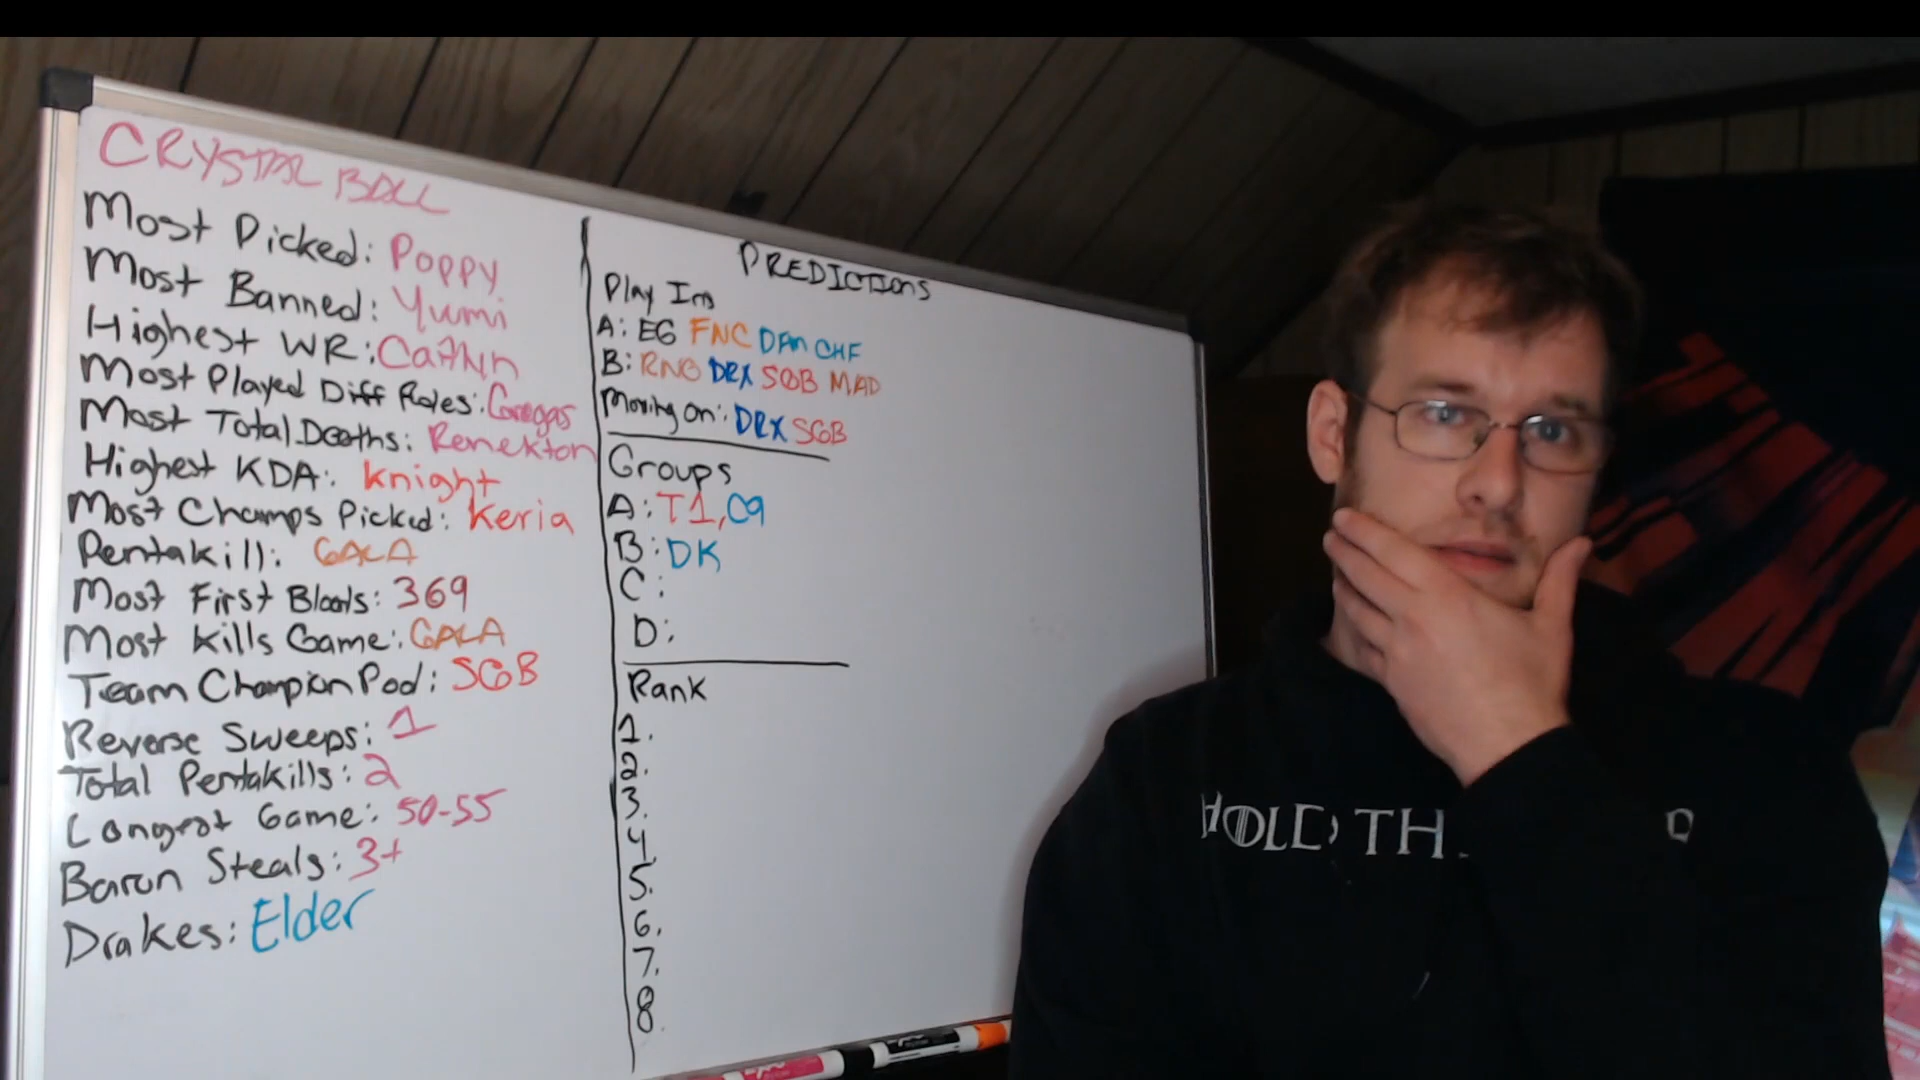 CRYSTAL BALL
Most Picked: Poppy
Most Banned: Yumi
Highest WR: Caitlyn
Most Played Diff Roles: Gragas
Most Total Deaths: Renekton
Highest KDA: Knight
Most Champs Picked: Keria
Pentakill: GALA
Most First Bloods: 369
Most Kills Game: GALA
Team Champion Pool: SGB
Reverse Sweeps: 1
Total Pentakills: 2
Longest Game: 50-55
Baron Steals: 3+
Drakes: Elder
PREDICTIONS
Play Ins
A: EG FNC DFM CHF
B: RNG DRX SGB MAD
Moving on: DRX SGB
Groups
A: T1, C9
B: DK
C:
D:
Rank
1.
2.
3.
4.
5.
6.
7.
8.
HOLD TH